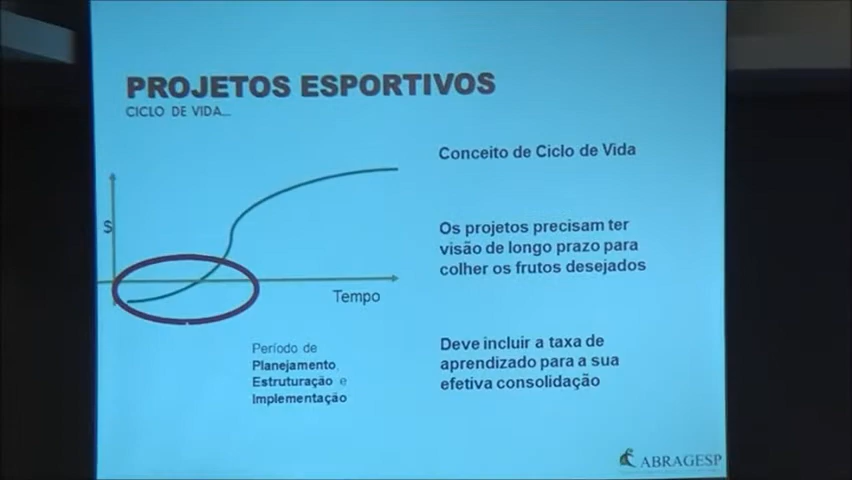 PROJETOS ESPORTIVOS
CICLO DE VIDA...
Conceito de Ciclo de Vida
$
Os projetos precisam ter
visão de longo prazo para
colher os frutos desejados
Tempo
Período de
Planejamento,
Estruturação e
Implementação
Deve incluir a taxa de
aprendizado para a sua
efetiva consolidação
ABRAGESP